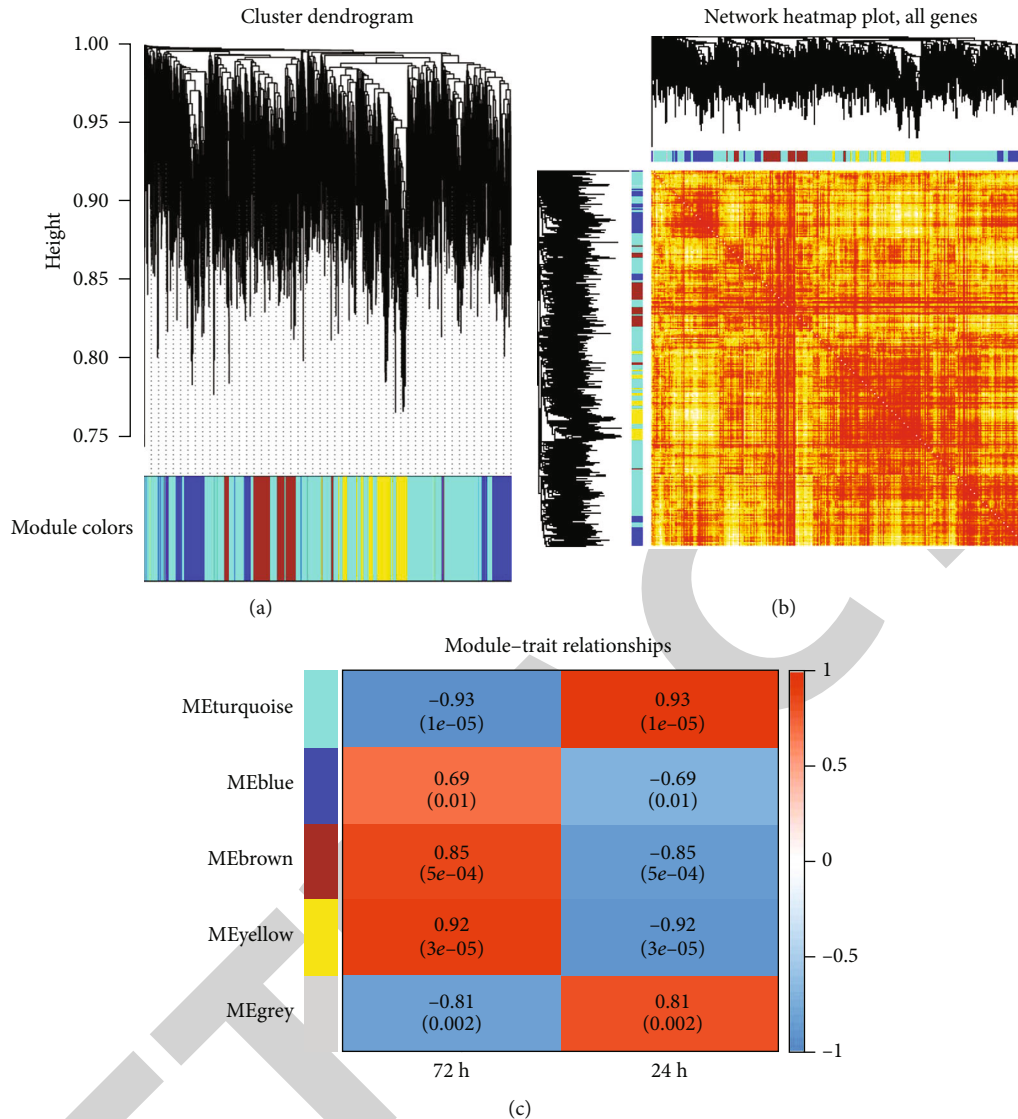 Cluster dendrogram
1.00
0.95
0.90
0.85
0.80
0.75
Height
Module colors
(a)
Network heatmap plot, all genes
(b)
Module–trait relationships
MEturquoise
–0.93
(1e–05)
0.93
(1e–05)
MEblue
0.69
(0.01)
–0.69
(0.01)
MEbrown
0.85
(5e–04)
–0.85
(5e–04)
MEyellow
0.92
(3e–05)
–0.92
(3e–05)
MEgrey
–0.81
(0.002)
0.81
(0.002)
72 h
24 h
1
0.5
0
–0.5
–1
(c)